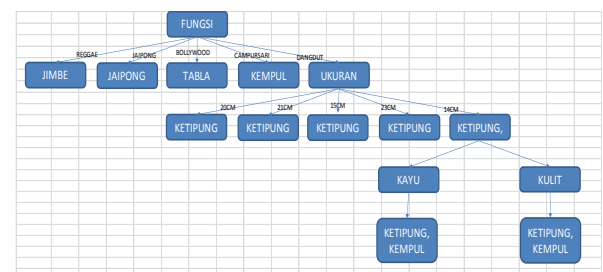 FUNGSI
REGGAE JAIPONG BOLLYWOOD CAMPURSARI DANGDUT
JIMBE JAIPONG TABLA KEMPUL UKURAN
20CM 21CM 15CM 23CM 14CM
KETIPUNG KETIPUNG KETIPUNG KETIPUNG KETIPUNG,
KAYU KULIT
KETIPUNG,
KEMPUL
KETIPUNG,
KEMPUL